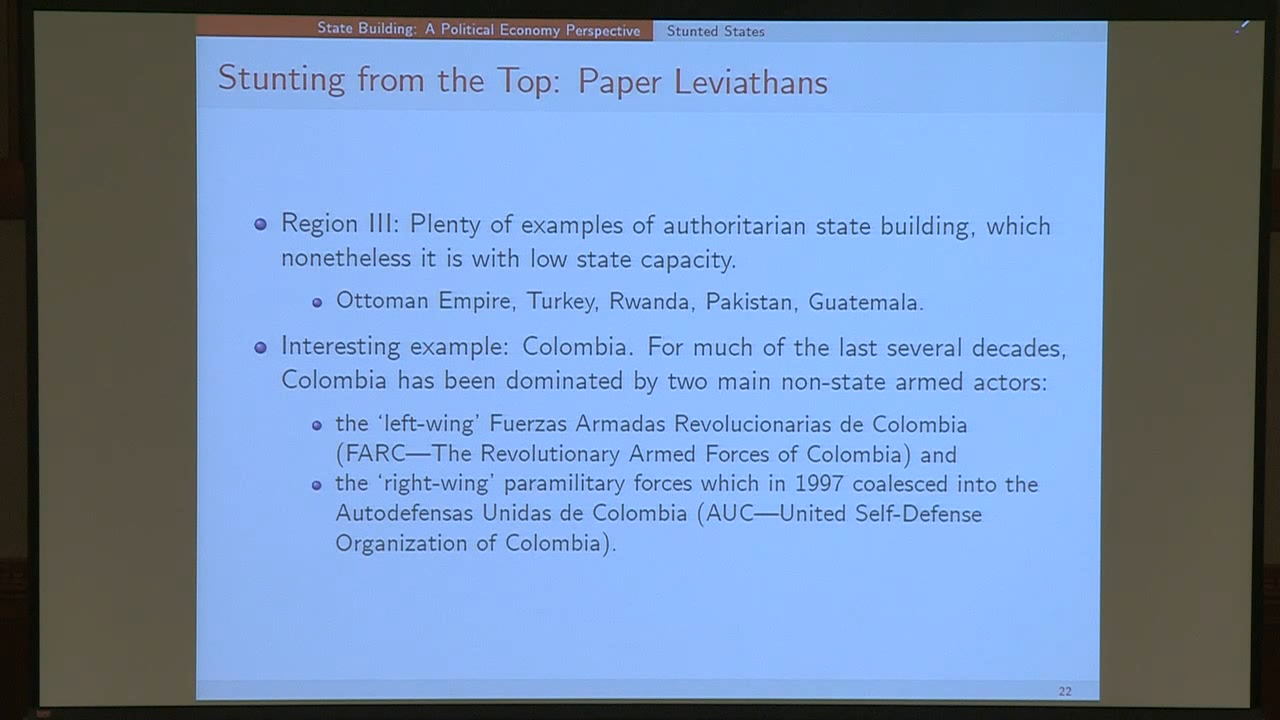 State Building: A Political Economy Perspective Stunted States
Stunting from the Top: Paper Leviathans
Region III: Plenty of examples of authoritarian state building, which
nonetheless it is with low state capacity.
Ottoman Empire, Turkey, Rwanda, Pakistan, Guatemala.
Interesting example: Colombia. For much of the last several decades,
Colombia has been dominated by two main non-state armed actors:
the ‘left-wing’ Fuerzas Armadas Revolucionarias de Colombia
(FARC—The Revolutionary Armed Forces of Colombia) and
the ‘right-wing’ paramilitary forces which in 1997 coalesced into the
Autodefensas Unidas de Colombia (AUC—United Self-Defense
Organization of Colombia).
22